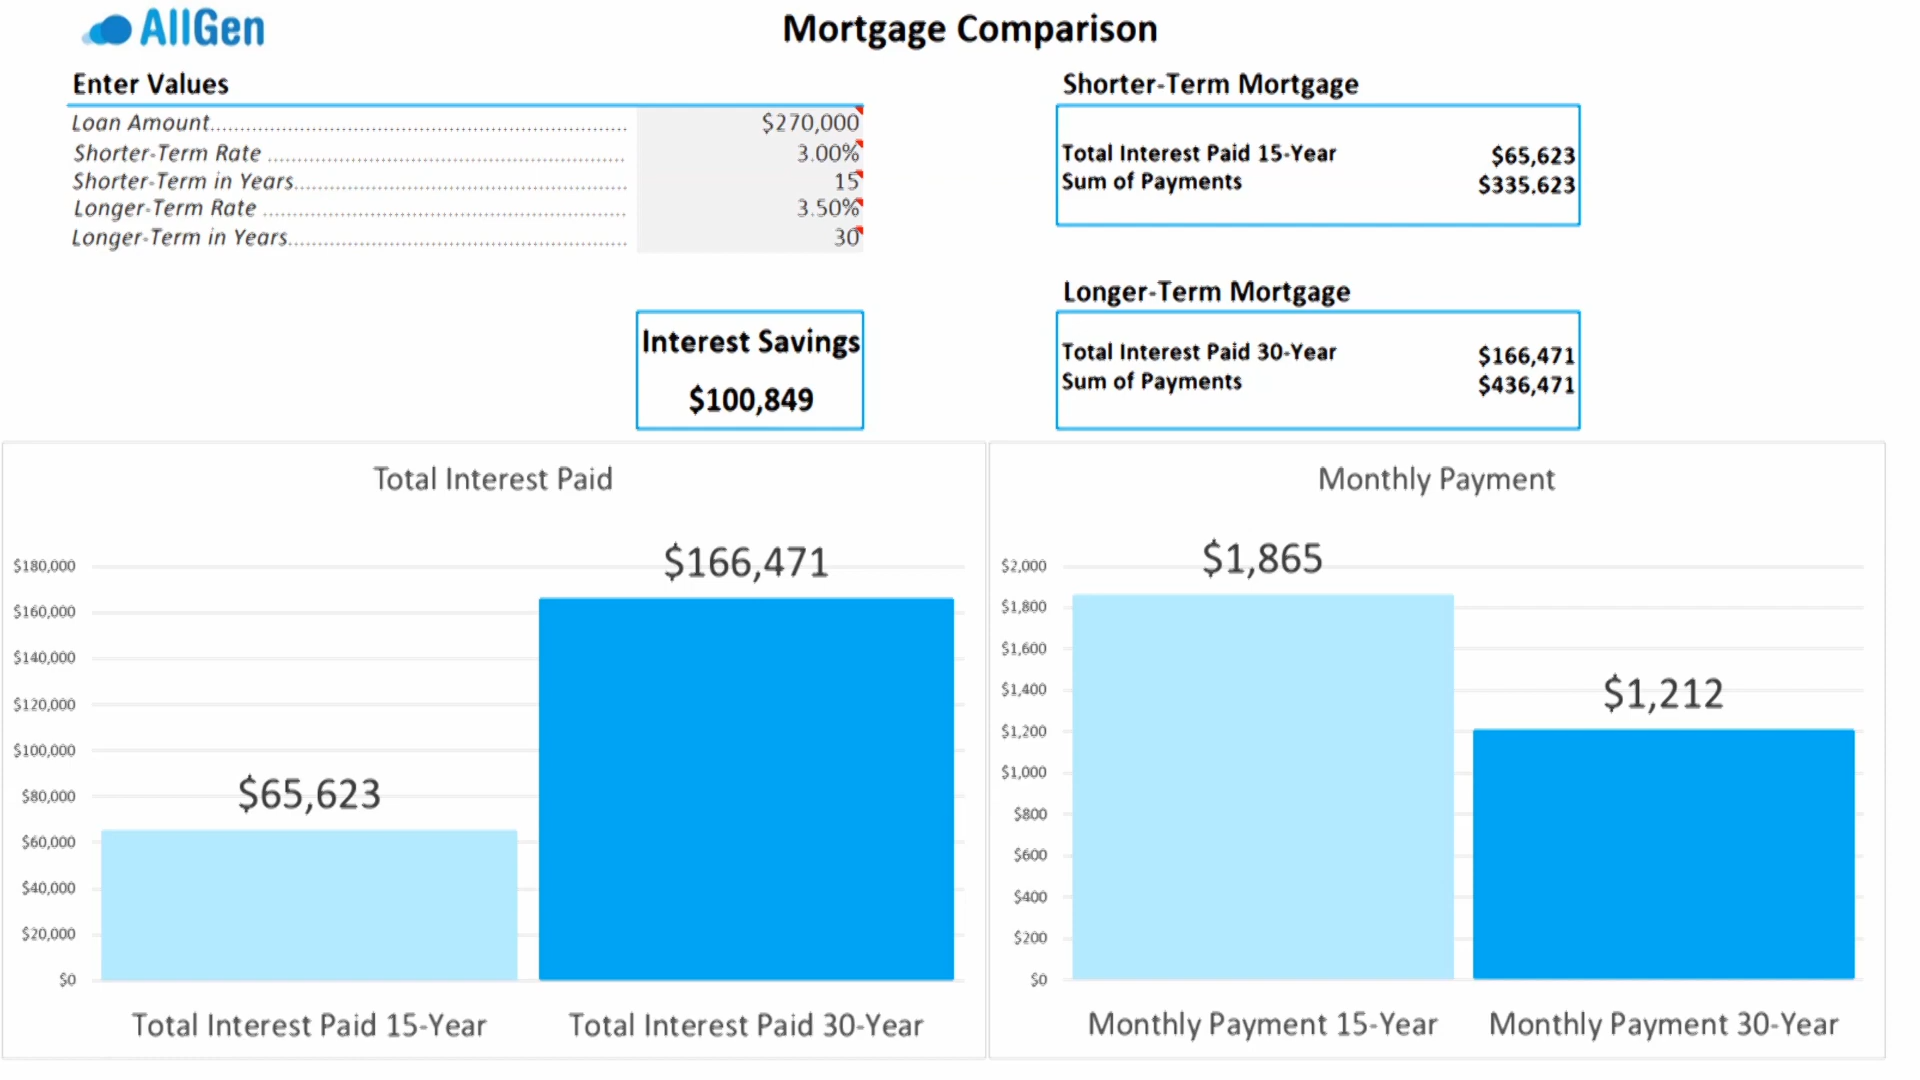 AllGen
Mortgage Comparison
Enter Values
Loan Amount.......... $270,000
Shorter-Term Rate .......... 3.00%
Shorter-Term in Years.......... 15
Longer-Term Rate .......... 3.50%
Longer-Term in Years.......... 30
Interest Savings
$100,849
Shorter-Term Mortgage
Total Interest Paid 15-Year $65,623
Sum of Payments $335.623
Longer-Term Mortgage
Total Interest Paid 30-Year $166,471
Sum of Payments $436,471
Total Interest Paid
$180,000
$160,000
$140,000
$120,000
$100,000
$80,000
$60,000
$40,000
$20,000
$0
$65,623
$166,471
Total Interest Paid 15-Year
Total Interest Paid 30-Year
Monthly Payment
$2,000
$1,800
$1,600
$1,400
$1,200
$1,000
$800
$600
$400
$200
$0
$1,865
$1,212
Monthly Payment 15-Year
Monthly Payment 30-Year